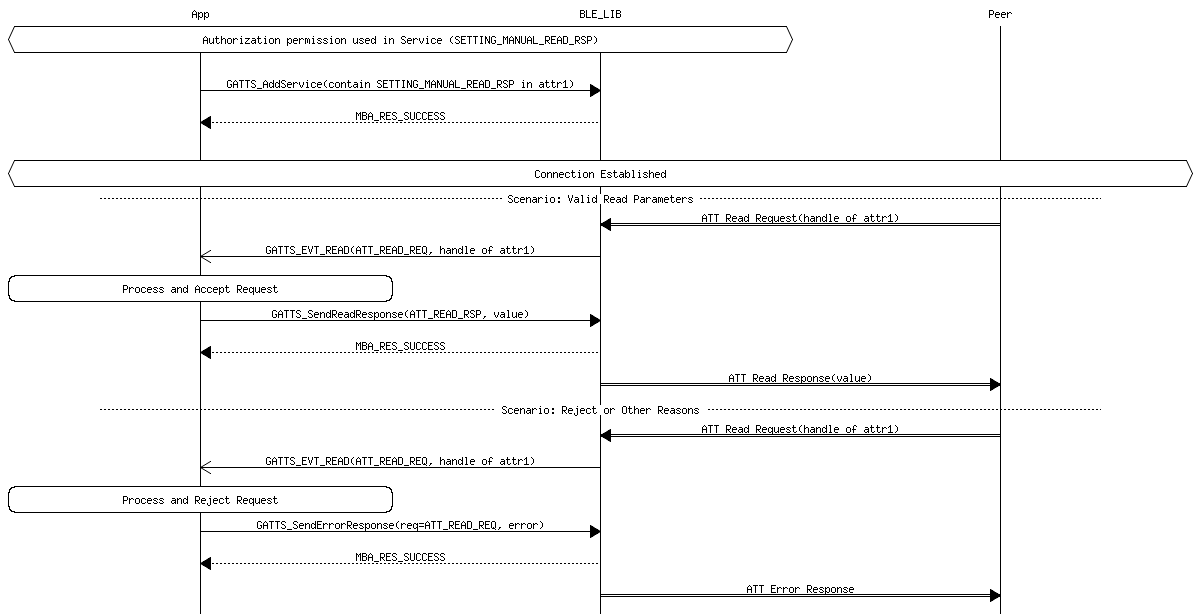 App BLE_LIB Peer
Authorization permission used in Service (SETTING_MANUAL_READ_RSP)
GATTS_AddService(contain SETTING_MANUAL_READ_RSP in attr1)
MBA_RES_SUCCESS
Connection Established
Scenario: Valid Read Parameters
ATT Read Request(handle of attr1)
GATTS_EVT_READ(ATT_READ_REQ, handle of attr1)
Process and Accept Request
GATTS_SendReadResponse(ATT_READ_RSP, value)
MBA_RES_SUCCESS
ATT Read Response(value)
Scenario: Reject or Other Reasons
ATT Read Request(handle of attr1)
GATTS_EVT_READ(ATT_READ_REQ, handle of attr1)
Process and Reject Request
GATTS_SendErrorResponse(req=ATT_READ_REQ, error)
MBA_RES_SUCCESS
ATT Error Response